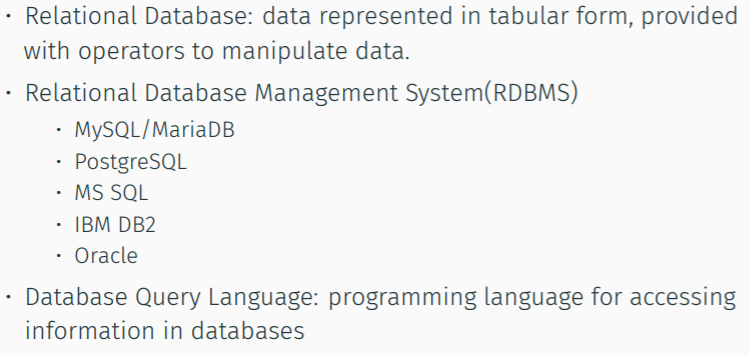 • Relational Database: data represented in tabular form, provided
with operators to manipulate data.
• Relational Database Management System(RDBMS)
• MySQL/MariaDB
• PostgreSQL
• MS SQL
• IBM DB2
• Oracle
• Database Query Language: programming language for accessing
information in databases